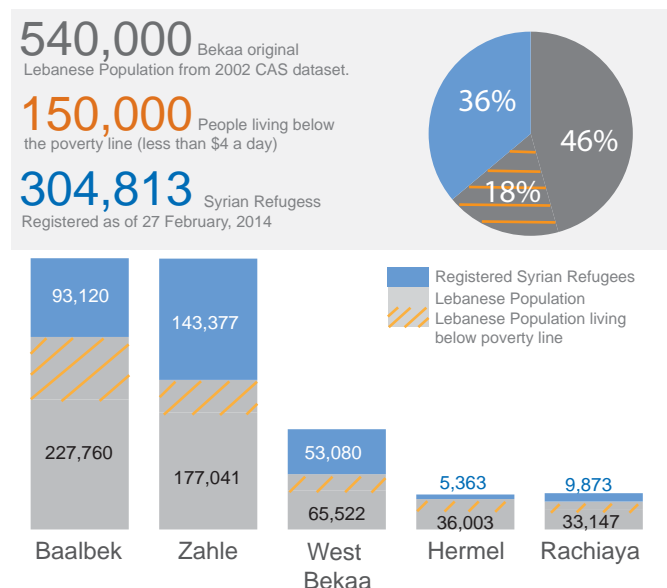 540,000 Bekaa original
Lebanese Population from 2002 CAS dataset.
150,000 People living below
the poverty line (less than $4 a day)
304,813 Syrian Refugess
Registered as of 27 February, 2014
36%
46%
18%
Registered Syrian Refugees
Lebanese Population
Lebanese Population living
below poverty line
93,120
143,377
53,080
5,363
9,873
227,760
177,041
65,522
36,003
33,147
Baalbek
Zahle
West
Bekaa
Hermel
Rachiaya